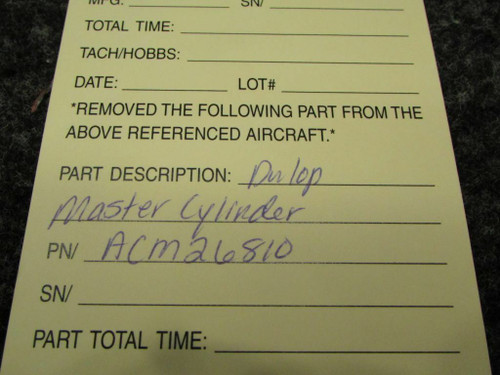 MFG: SN/
TOTAL TIME:
TACH/HOBBS:
DATE: LOT#
*REMOVED THE FOLLOWING PART FROM THE
ABOVE REFERENCED AIRCRAFT.*
PART DESCRIPTION: Dulop
Master Cylinder
PN/ ACM26810
SN/
PART TOTAL TIME: